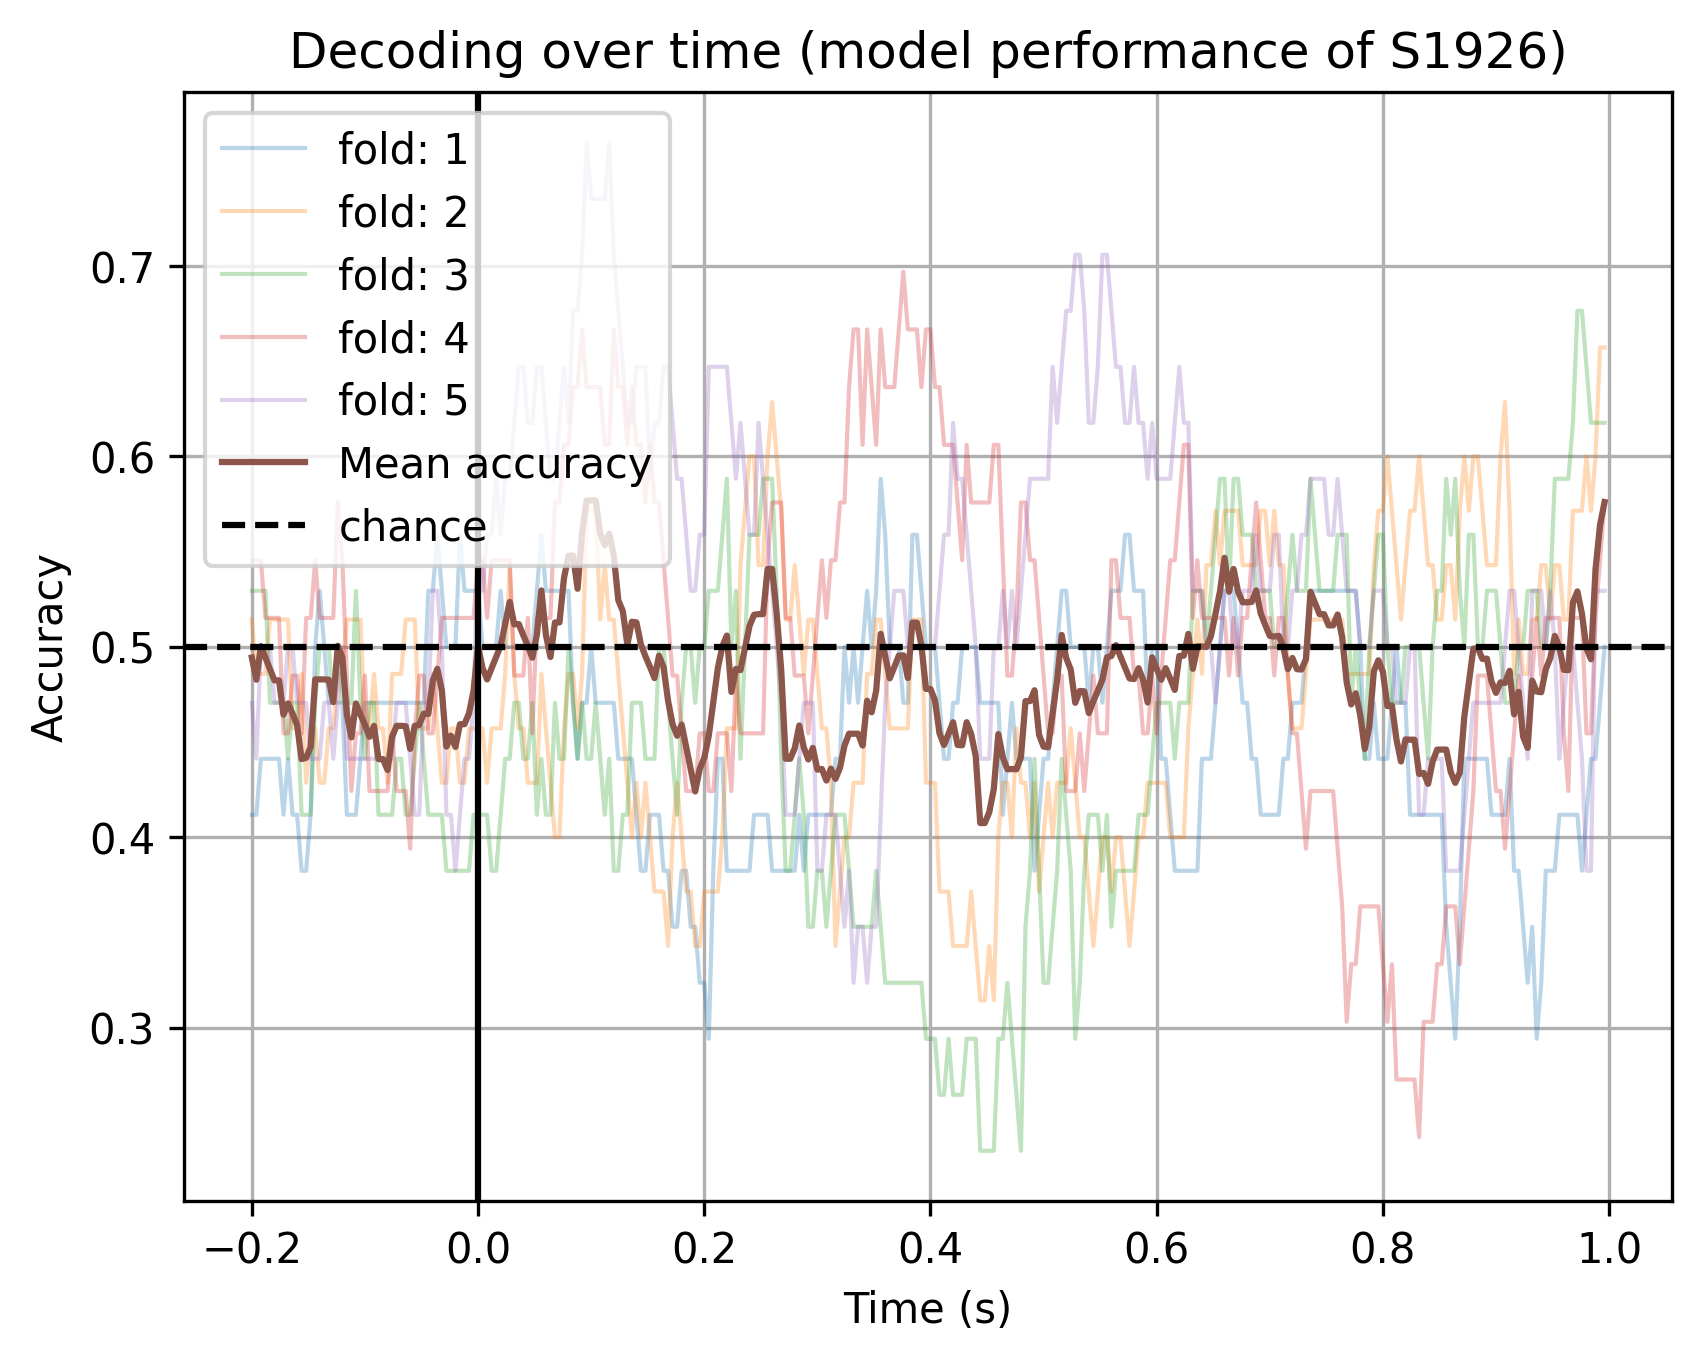 Decoding over time (model performance of S1926)
fold: 1
fold: 2
fold: 3
fold: 4
fold: 5
Mean accuracy
chance
Accuracy
0.7
0.6
0.5
0.4
0.3
−0.2 0.0 0.2 0.4 0.6 0.8 1.0
Time (s)